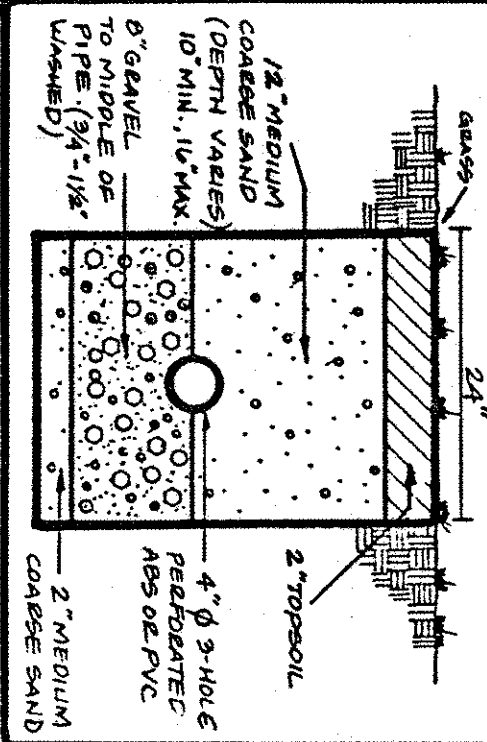 GRASS
24"
12" MEDIUM
COARSE SAND
(DEPTH VARIES)
10" MIN., 16" MAX.
8" GRAVEL
TO MIDDLE OF
PIPE. (3/4"-1 1/2"
WASHED)
2" TOPSOIL
4" φ 3-HOLE
PERFORATED
ABS OR PVC
2" MEDIUM
COARSE SAND